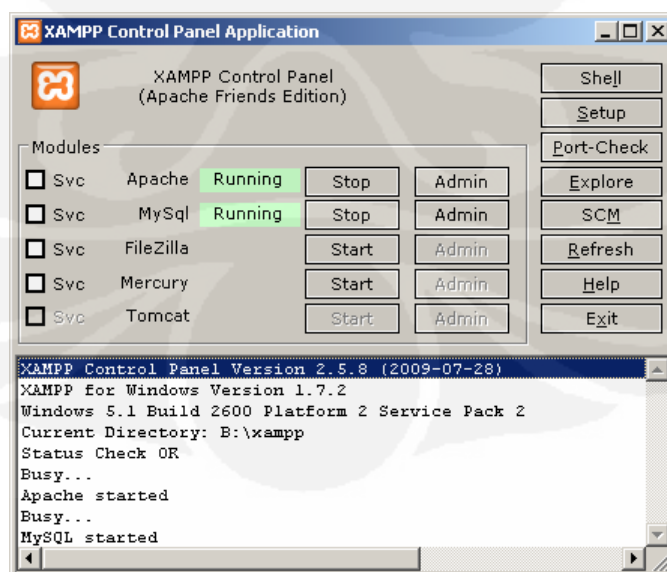 XAMPP Control Panel Application
XAMPP Control Panel
(Apache Friends Edition)
Shell
Setup
Port-Check
Explore
SCM
Refresh
Help
Exit
Modules
Svc Apache Running Stop Admin
Svc MySql Running Stop Admin
Svc FileZilla Start Admin
Svc Mercury Start Admin
Svc Tomcat Start Admin
XAMPP Control Panel Version 2.5.8 (2009-07-28)
XAMPP for Windows Version 1.7.2
Windows 5.1 Build 2600 Platform 2 Service Pack 2
Current Directory: B:\xampp
Status Check OK
Busy...
Apache started
Busy...
MySQL started